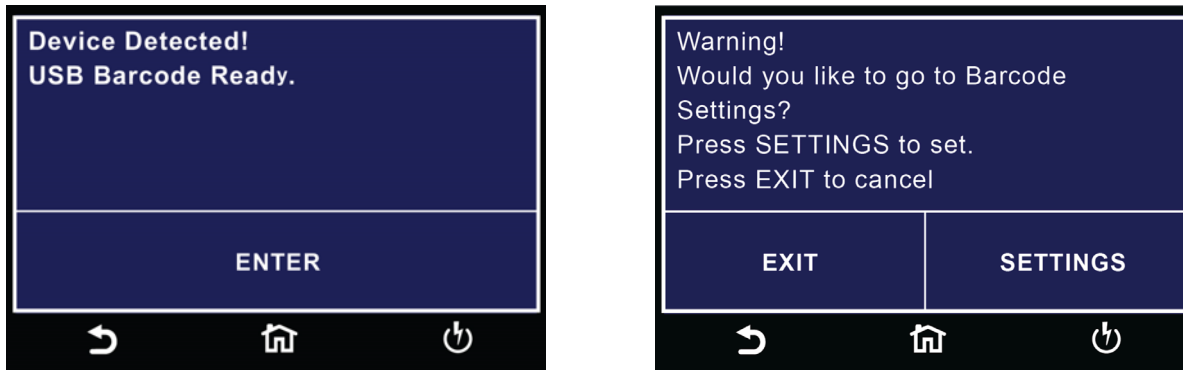 Device Detected!
USB Barcode Ready.
ENTER
Warning!
Would you like to go to Barcode
Settings?
Press SETTINGS to set.
Press EXIT to cancel
EXIT
SETTINGS